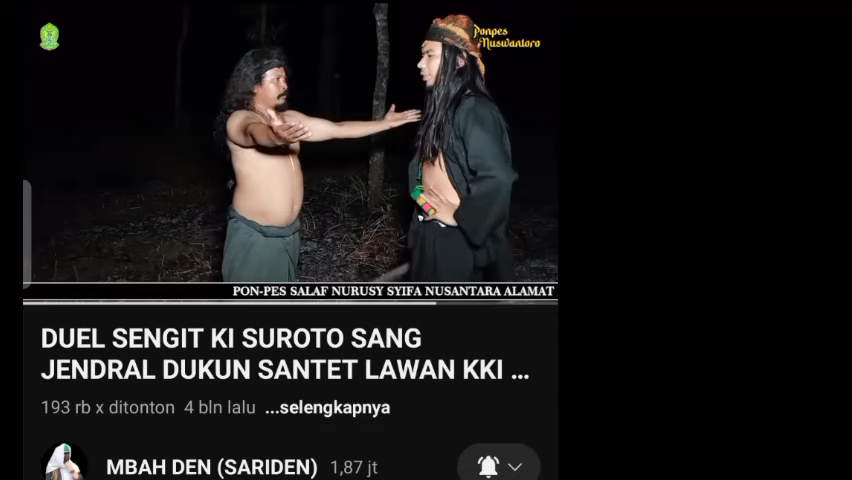 Ponpes
Nuswantoro
PON-PES SALAF NURUSY SYIFA NUSANTARA ALAMAT
DUEL SENGIT KI SUROTO SANG
JENDRAL DUKUN SANTET LAWAN KKI ...
193 rb x ditonton 4 bln lalu ...selengkapnya
MBAH DEN (SARIDEN) 1,87 jt